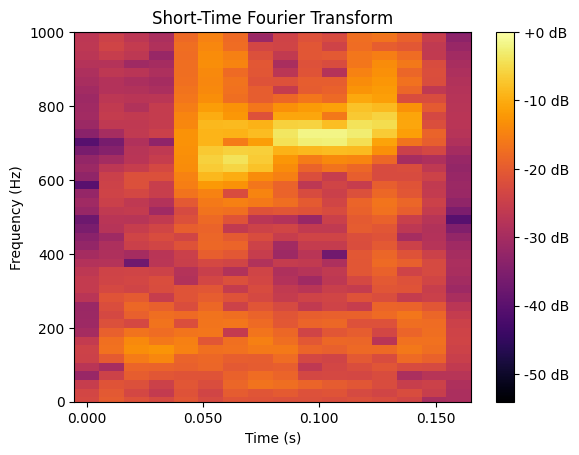 Short-Time Fourier Transform
1000
800
600
400
200
0
Frequency (Hz)
0.000
0.050
0.100
0.150
Time (s)
+0 dB
-10 dB
-20 dB
-30 dB
-40 dB
-50 dB